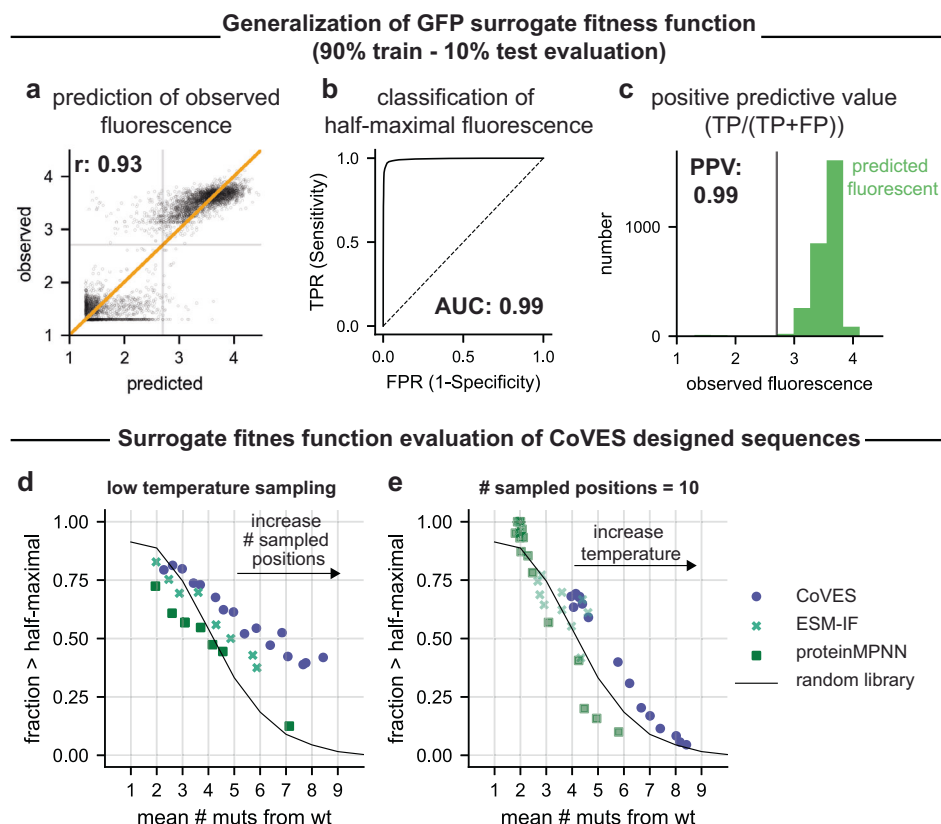 Generalization of GFP surrogate fitness function
(90% train - 10% test evaluation)
a
prediction of observed
fluorescence
r: 0.93
observed
4
3
2
1
1 2 3 4
predicted
b
classification of
half-maximal fluorescence
TPR (Sensitivity)
1.0
0.5
0.0
AUC: 0.99
0.0 0.5 1.0
FPR (1-Specificity)
c
positive predictive value
(TP/(TP+FP))
PPV:
0.99
predicted
fluorescent
number
1000
0
1 2 3 4
observed fluorescence
Surrogate fitnes function evaluation of CoVES designed sequences
d
low temperature sampling
increase
# sampled
positions
fraction > half-maximal
1.00
0.75
0.50
0.25
0.00
1 2 3 4 5 6 7 8 9
mean # muts from wt
e
# sampled positions = 10
increase
temperature
fraction > half-maximal
1.00
0.75
0.50
0.25
0.00
1 2 3 4 5 6 7 8 9
mean # muts from wt
CoVES
ESM-IF
proteinMPNN
random library